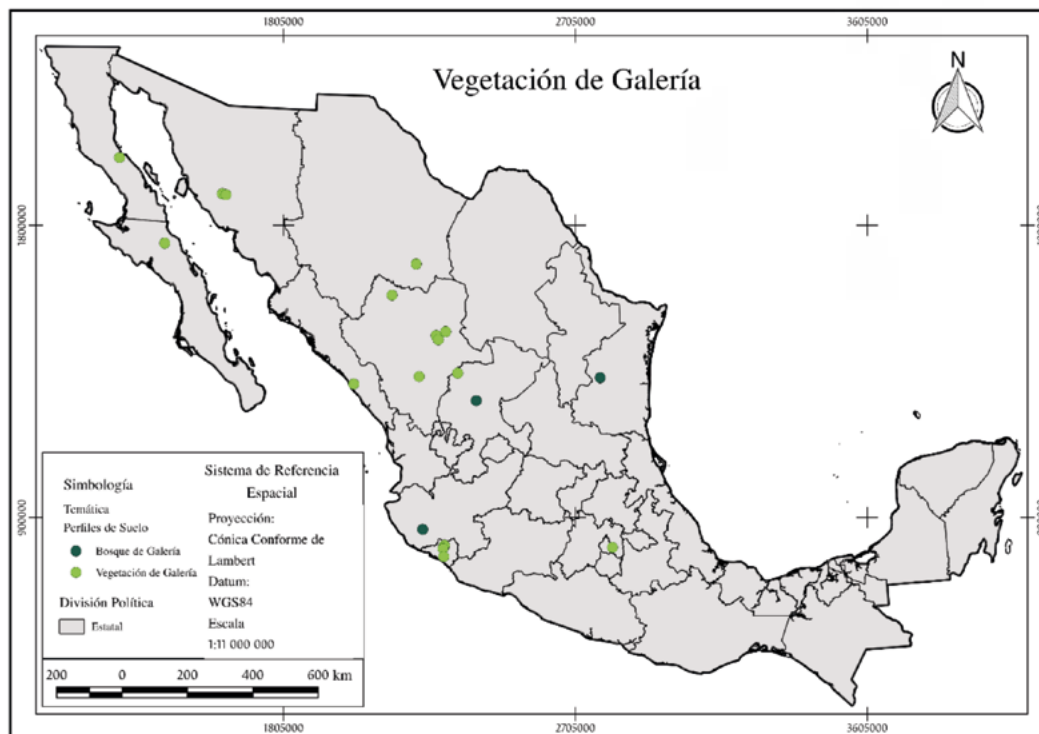 1805000 2705000 3605000
Vegetación de Galería
N
1800000
900000
Simbología
Temática
Perfiles de Suelo
Bosque de Galería
Vegetación de Galería
División Política
Estatal
Sistema de Referencia
Espacial
Proyección:
Cónica Conforme de
Lambert
Datum:
WGS84
Escala
1:11 000 000
200 0 200 400 600 km
1805000 2705000 3605000